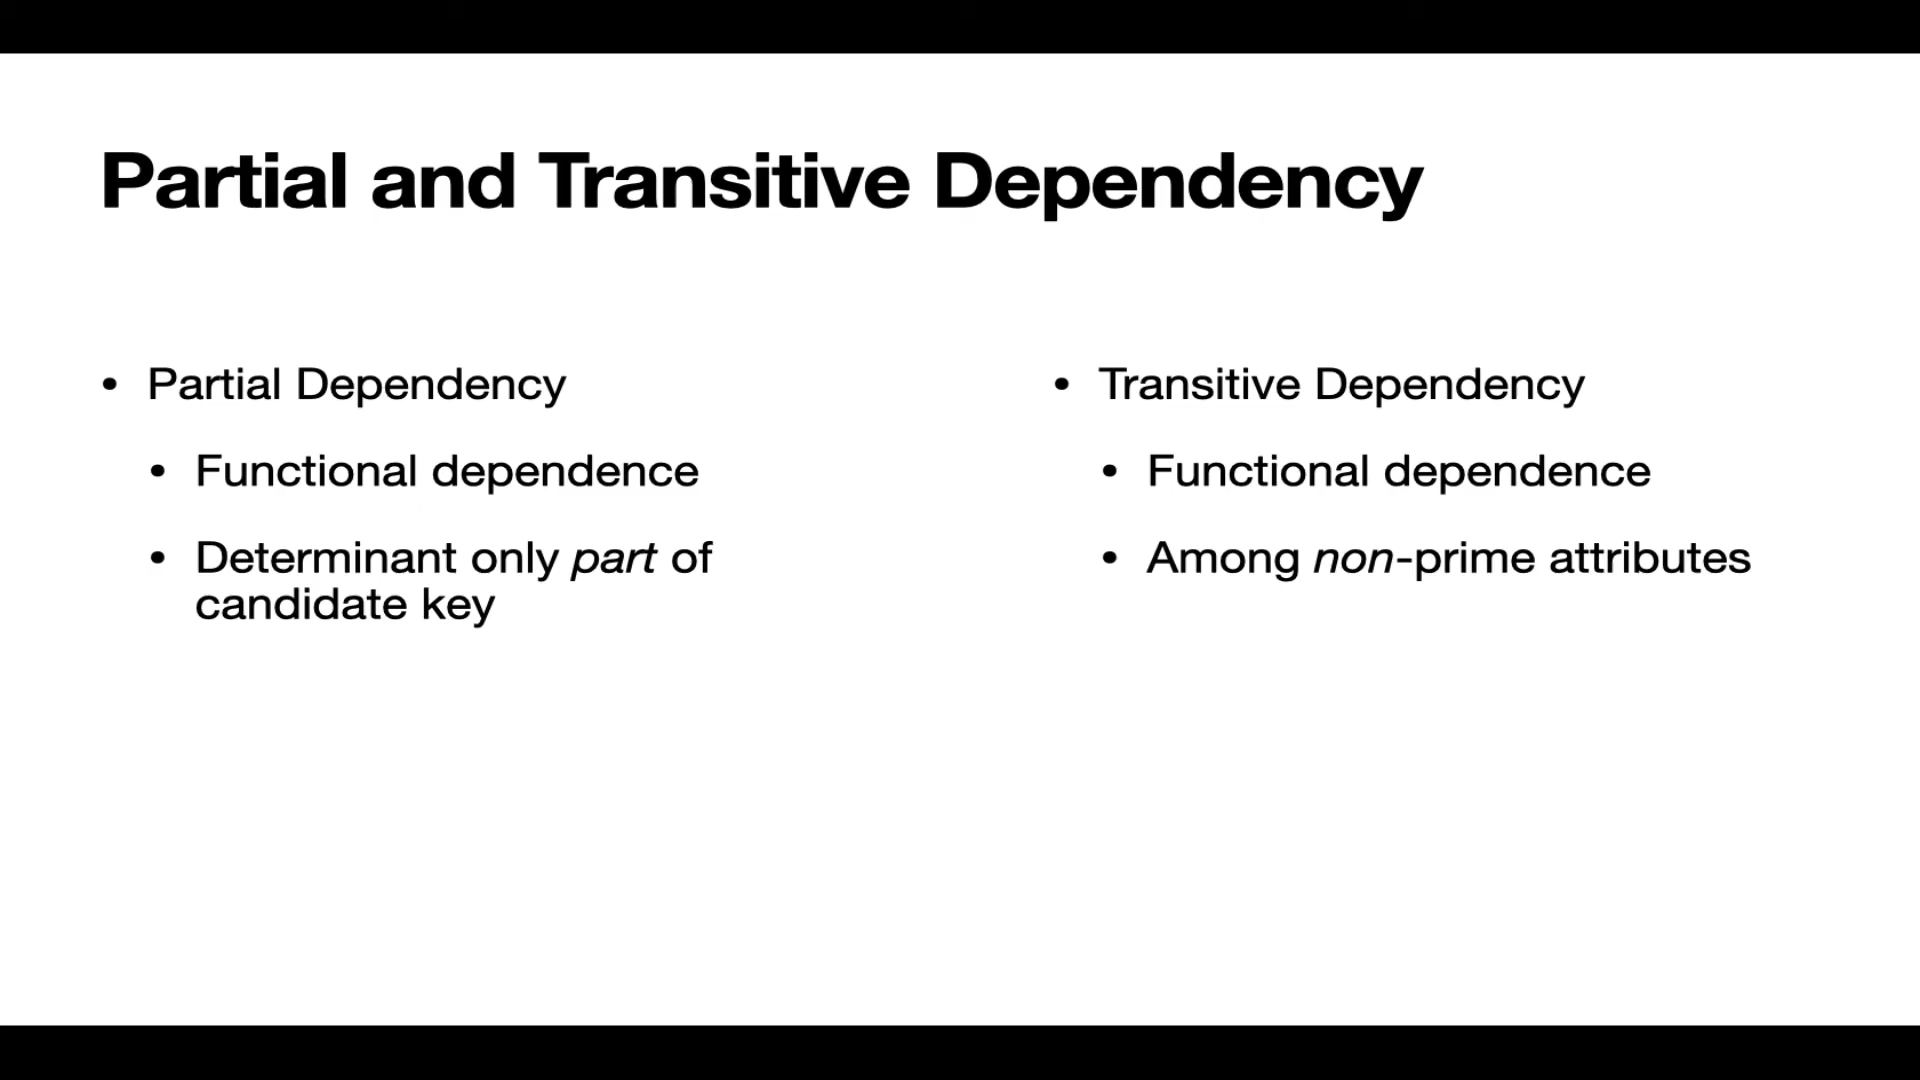 Partial and Transitive Dependency
• Partial Dependency
• Functional dependence
• Determinant only part of
candidate key
• Transitive Dependency
• Functional dependence
• Among non-prime attributes